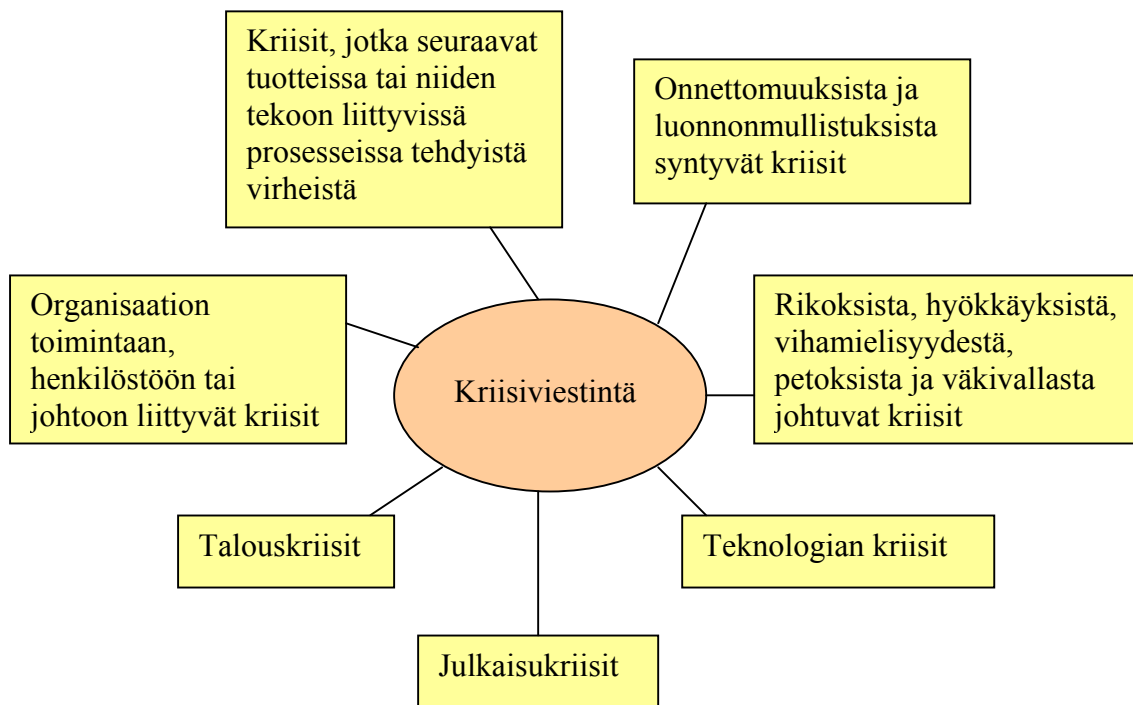 Kriisit, jotka seuraavat
tuotteissa tai niiden
tekoon liittyvissä
prosesseissa tehdyistä
virheistä
Onnettomuuksista ja
luonnonmullistuksista
syntyvät kriisit
Organisaation
toimintaan,
henkilöstöön tai
johtoon liittyvät kriisit
Kriisiviestintä
Rikoksista, hyökkäyksistä,
vihamielisyydestä,
petoksista ja väkivallasta
johtuvat kriisit
Talouskriisit
Teknologian kriisit
Julkaisukriisit